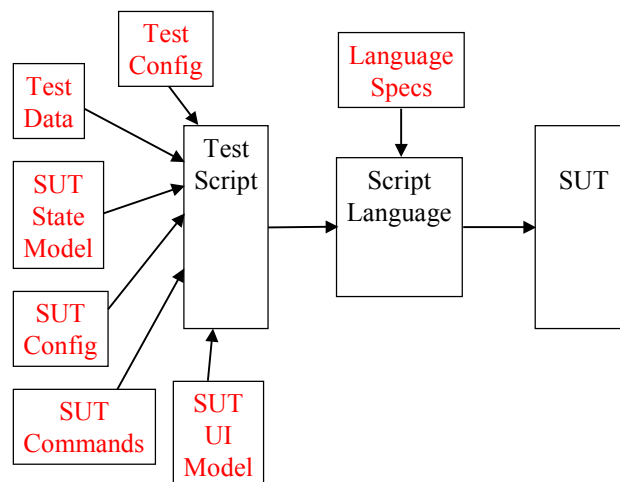 Test
Config
Language
Specs
Test
Data
Test
Script
SUT
State
Model
Script
Language
SUT
SUT
Config
SUT
Commands
SUT
UI
Model